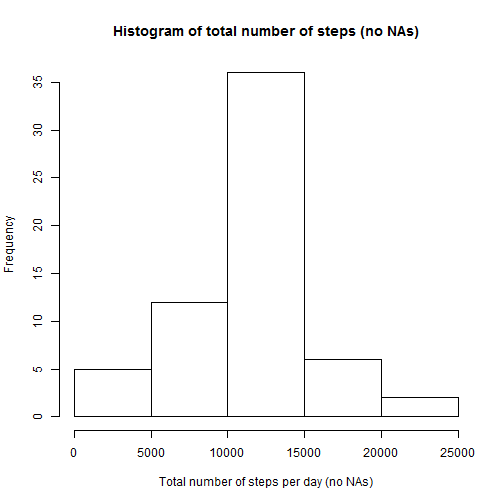 Histogram of total number of steps (no NAs)
Frequency
35
30
25
20
15
10
5
0
0 5000 10000 15000 20000 25000
Total number of steps per day (no NAs)